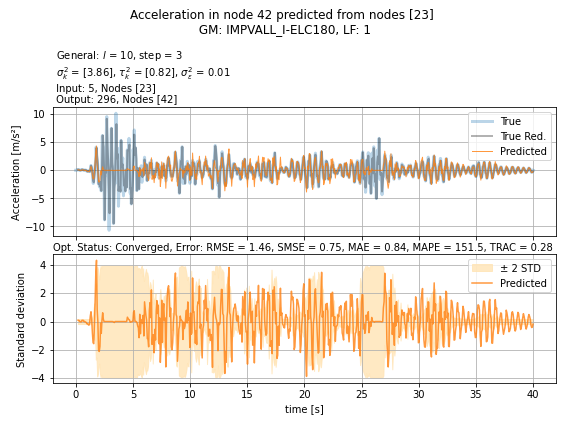 Acceleration in node 42 predicted from nodes [23]
GM: IMPVALL_I-ELC180, LF: 1
General: l = 10, step = 3
σ_k^2 = [3.86], τ_k^2 = [0.82], σ_ε^2 = 0.01
Input: 5, Nodes [23]
Output: 296, Nodes [42]
Acceleration [m/s²]
10
5
0
−5
−10
True
True Red.
Predicted
Opt. Status: Converged, Error: RMSE = 1.46, SMSE = 0.75, MAE = 0.84, MAPE = 151.5, TRAC = 0.28
Standard deviation
4
2
0
−2
−4
± 2 STD
Predicted
0 5 10 15 20 25 30 35 40
time [s]